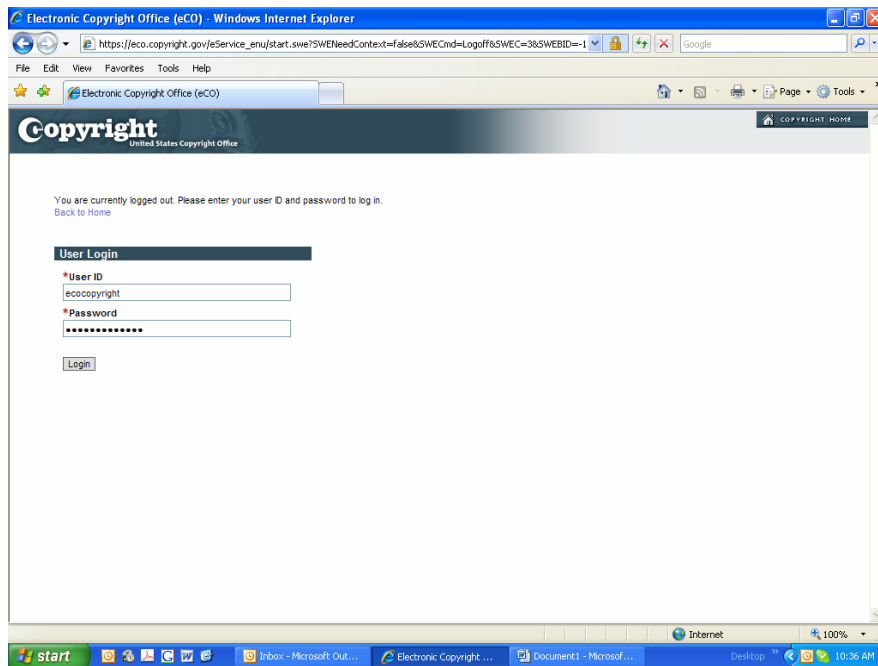 Electronic Copyright Office (eCO) - Windows Internet Explorer
https://eco.copyright.gov/eService_enu/start.swe?SWENeedContext=false&SWECmd=Logoff&SWEC=3&SWEBID=-1
Google
File Edit View Favorites Tools Help
Electronic Copyright Office (eCO)
Page Tools
Copyright
United States Copyright Office
COPYRIGHT HOME
You are currently logged out. Please enter your user ID and password to log in.
Back to Home
User Login
*User ID
ecocopyright
*Password
•••••••••••••
Login
Internet
100%
start
Inbox - Microsoft Out...
Electronic Copyright ...
Document1 - Microsof...
Desktop
10:36 AM